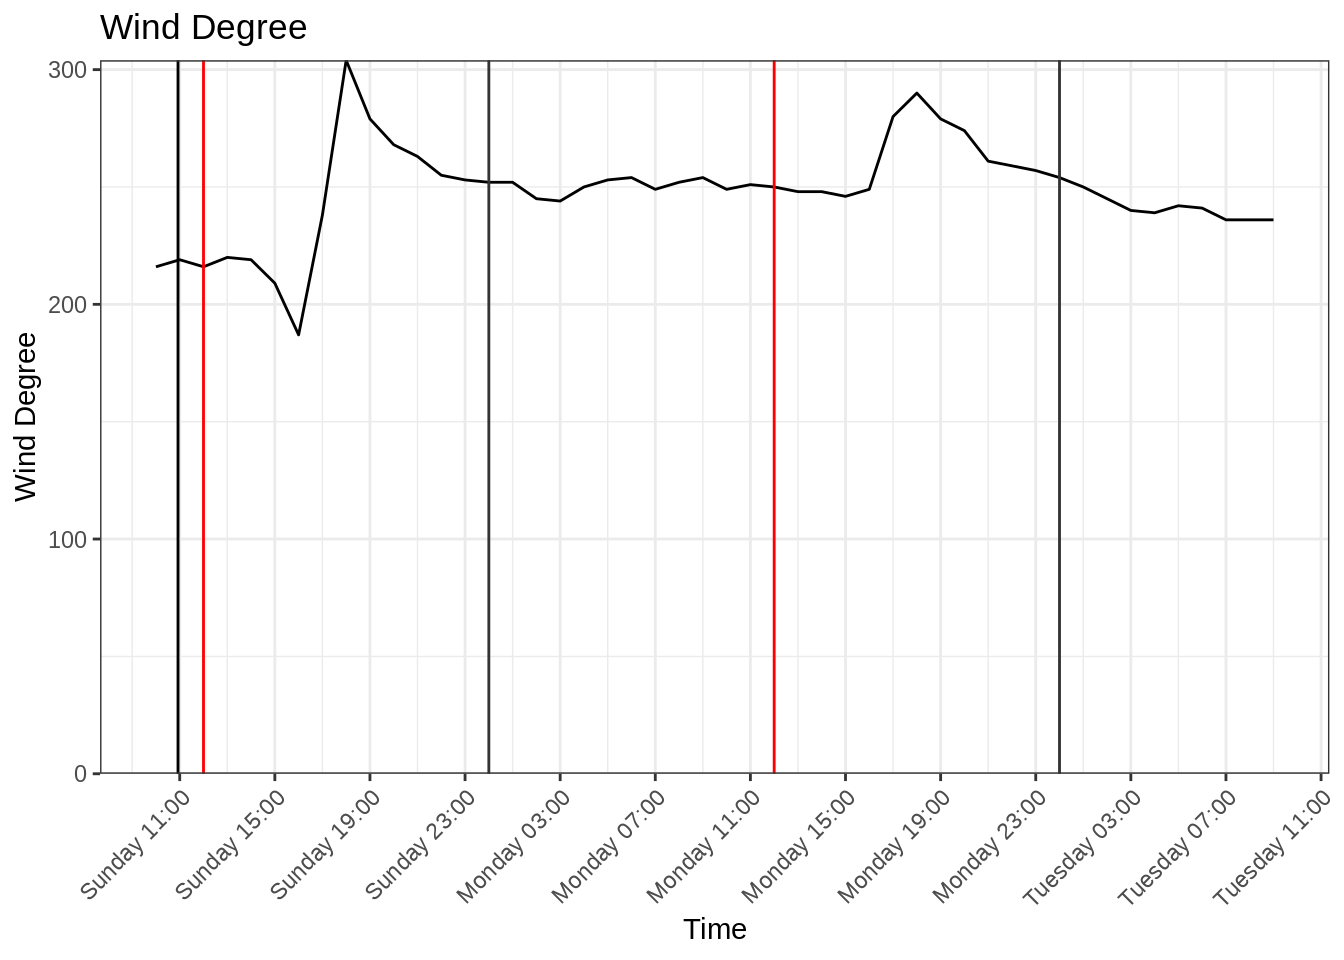 Wind Degree
Wind Degree
300
200
100
0
Sunday 11:00
Sunday 15:00
Sunday 19:00
Sunday 23:00
Monday 03:00
Monday 07:00
Monday 11:00
Monday 15:00
Monday 19:00
Monday 23:00
Tuesday 03:00
Tuesday 07:00
Tuesday 11:00
Time